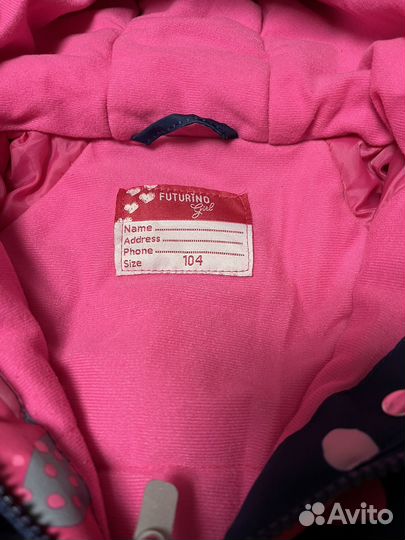 FUTURINO
Girl
Name
Address
Phone
Size 104
Avito